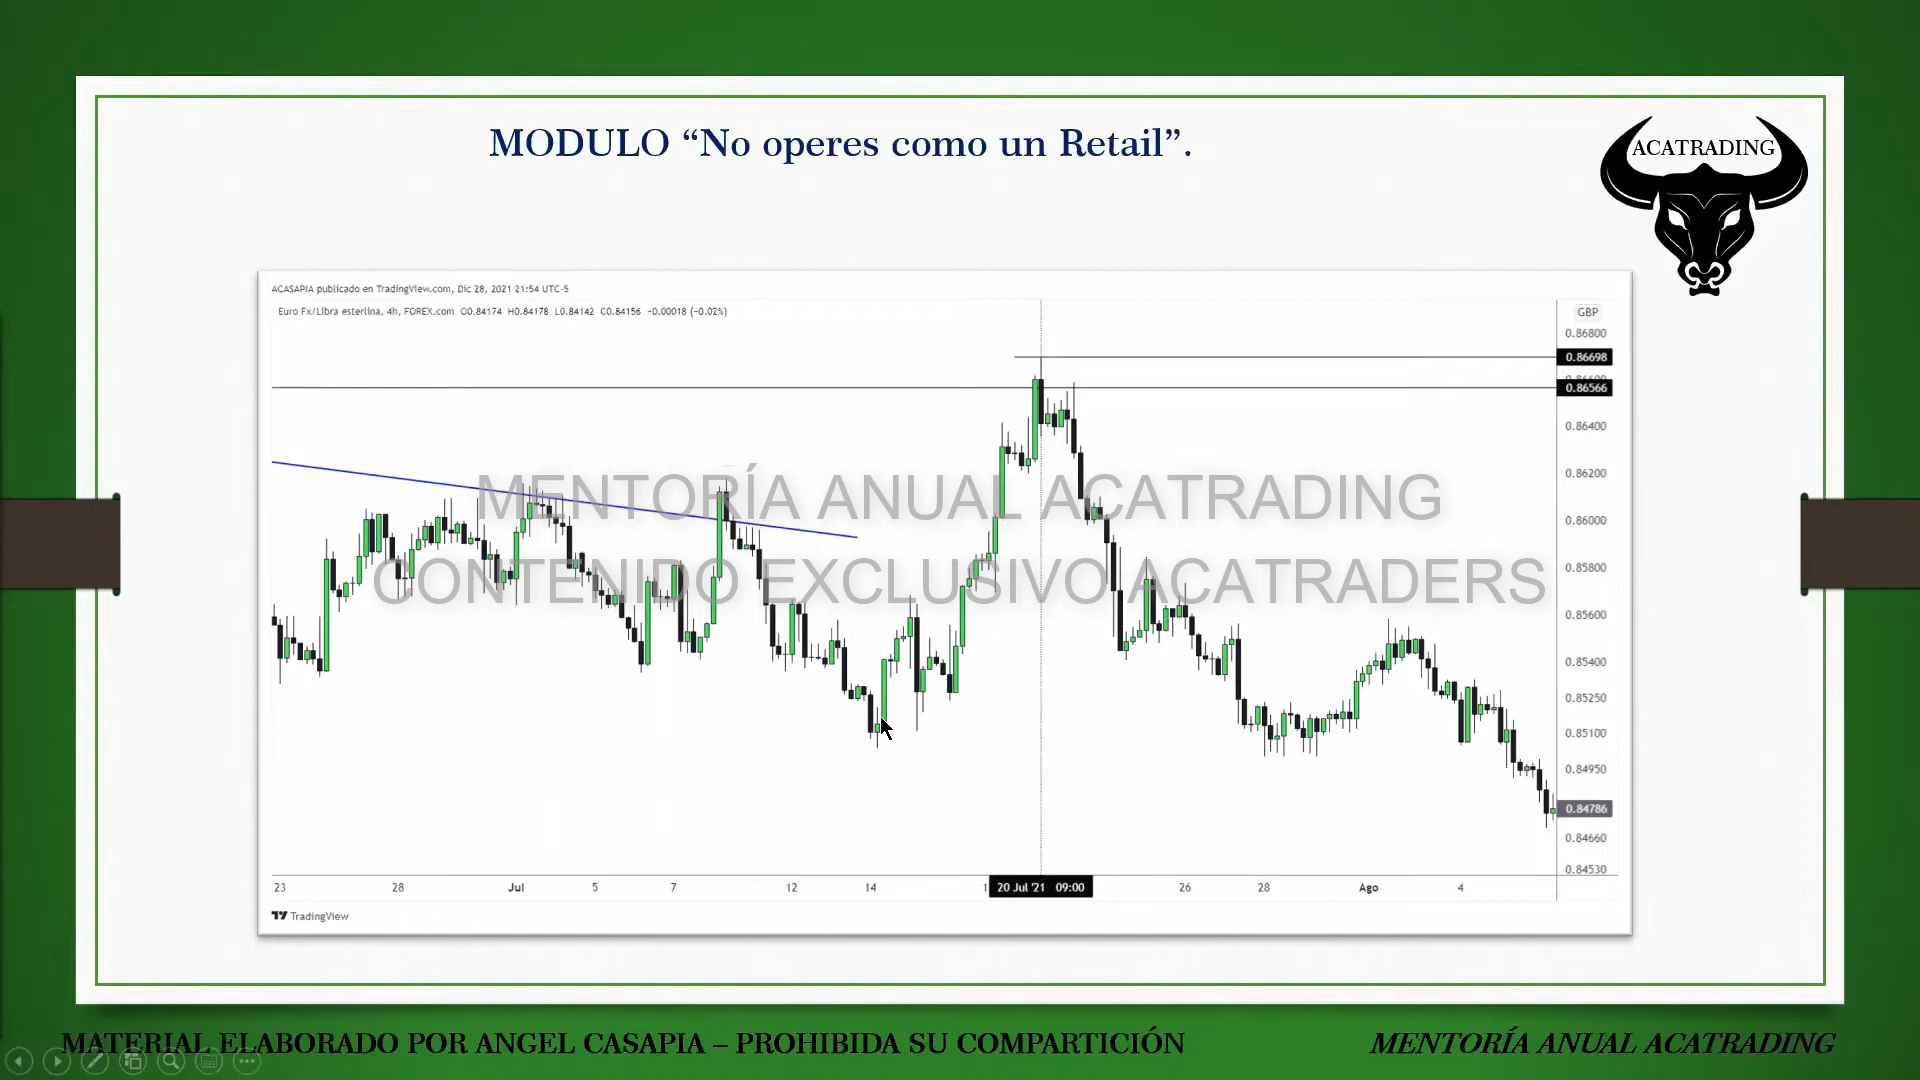 MODULO “No operes como un Retail”.
ACATRADING
ACASAPIA publicado en TradingView.com, Dic 28, 2021 21:54 UTC-5
Euro Fx/Libra esterlina, 4h, FOREX.com O0.84174 H0.84178 L0.84142 C0.84156 −0.00018 (−0.02%)
GBP
0.86800
0.86698
0.86566
0.86400
0.86200
0.86000
0.85800
0.85600
0.85400
0.85250
0.85100
0.84950
0.84786
0.84660
0.84530
MENTORÍA ANUAL ACATRADING
CONTENIDO EXCLUSIVO ACATRADERS
23 28 Jul 5 7 12 14 20 Jul '21 09:00 26 28 Ago 4
TradingView
MATERIAL ELABORADO POR ANGEL CASAPIA – PROHIBIDA SU COMPARTICIÓN
MENTORÍA ANUAL ACATRADING